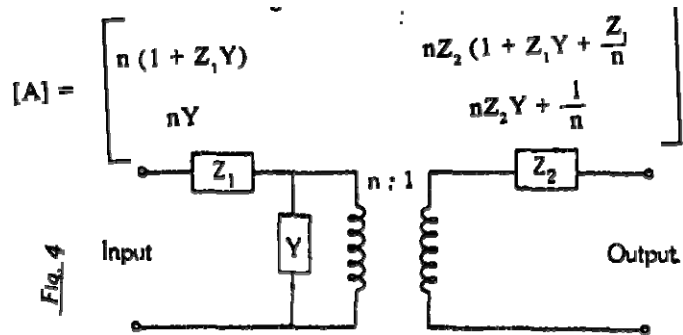 [A] =
n (1 + Z₁Y) nZ₂ (1 + Z₁Y + Z₁/n
nY nZ₂Y + 1/n
Z₁ n : 1 Z₂
Y
Input Output
Fig. 4